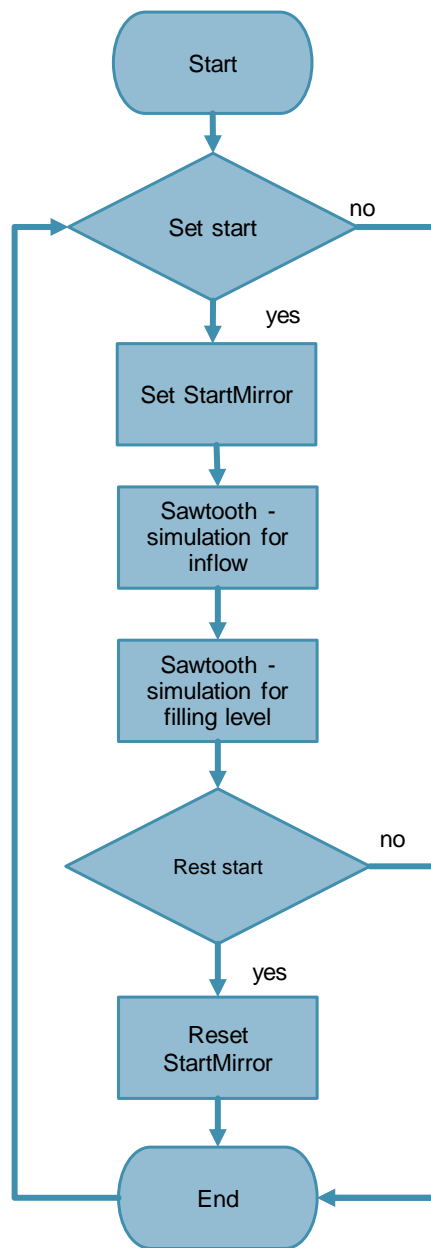 Start
Set start
no
yes
Set StartMirror
Sawtooth -
simulation for
inflow
Sawtooth -
simulation for
filling level
Rest start
no
yes
Reset
StartMirror
End